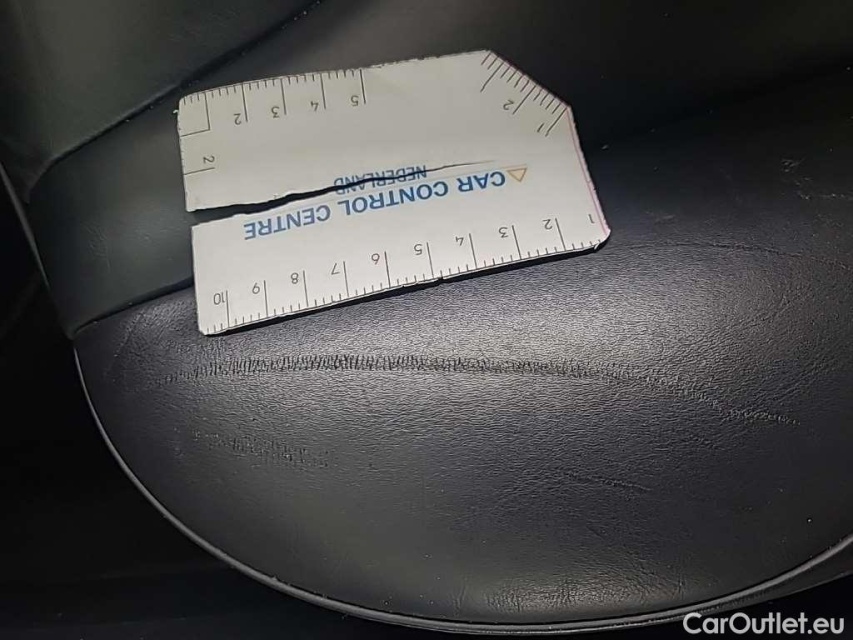 2 3 4 5
2
2
1
NEDERLAND
CAR CONTROL CENTRE
1 2 3 4 5 6 7 8 9 10
CarOutlet.eu